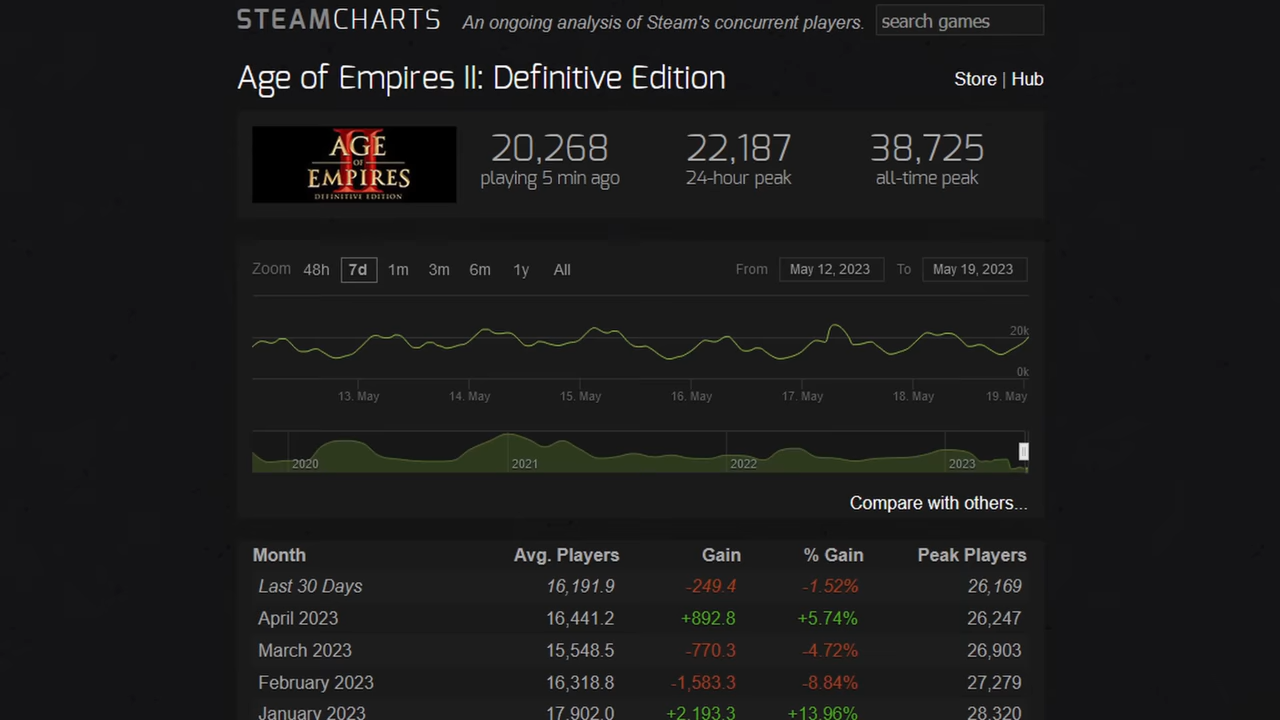 STEAMCHARTS An ongoing analysis of Steam's concurrent players. search games
Age of Empires II: Definitive Edition Store | Hub
AGE
OF
EMPIRES
II
DEFINITIVE EDITION
20,268 22,187 38,725
playing 5 min ago 24-hour peak all-time peak
Zoom 48h 7d 1m 3m 6m 1y All From May 12, 2023 To May 19, 2023
20k
0k
13. May 14. May 15. May 16. May 17. May 18. May 19. May
2020 2021 2022 2023
Compare with others...
Month Avg. Players Gain % Gain Peak Players
Last 30 Days 16,191.9 -249.4 -1.52% 26,169
April 2023 16,441.2 +892.8 +5.74% 26,247
March 2023 15,548.5 -770.3 -4.72% 26,903
February 2023 16,318.8 -1,583.3 -8.84% 27,279
January 2023 17,902.0 +2,193.3 +13.96% 28,320